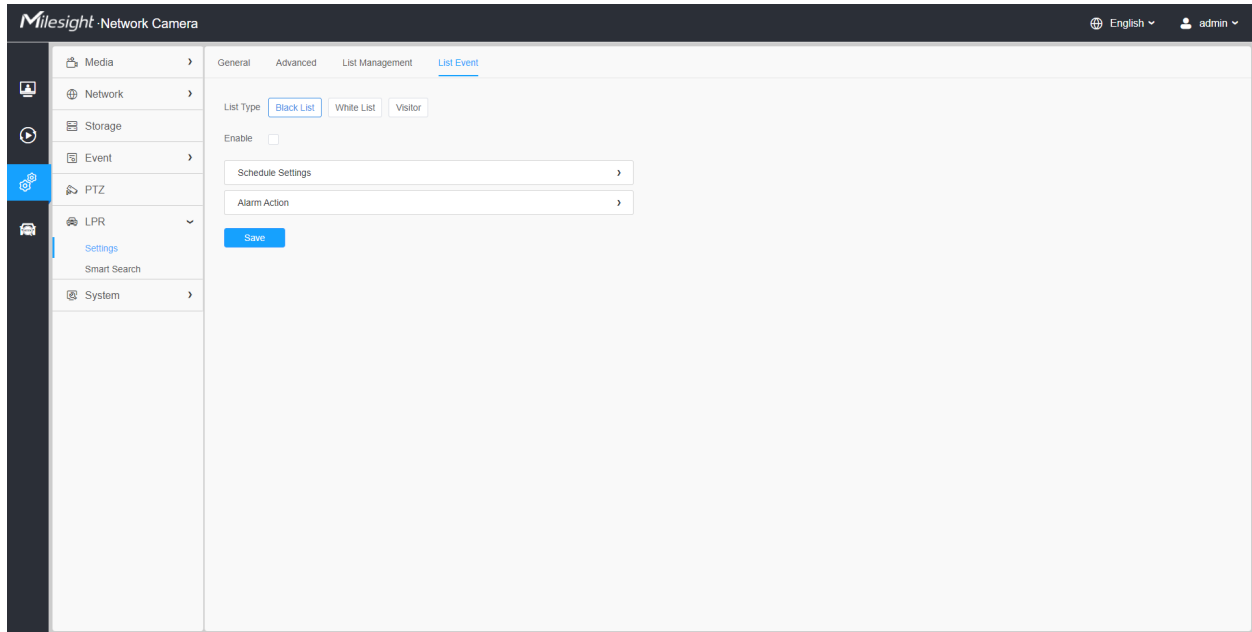 Milesight ·Network Camera
English
admin
Media
Network
Storage
Event
PTZ
LPR
Settings
Smart Search
System
General Advanced List Management List Event
List Type Black List White List Visitor
Enable
Schedule Settings
Alarm Action
Save